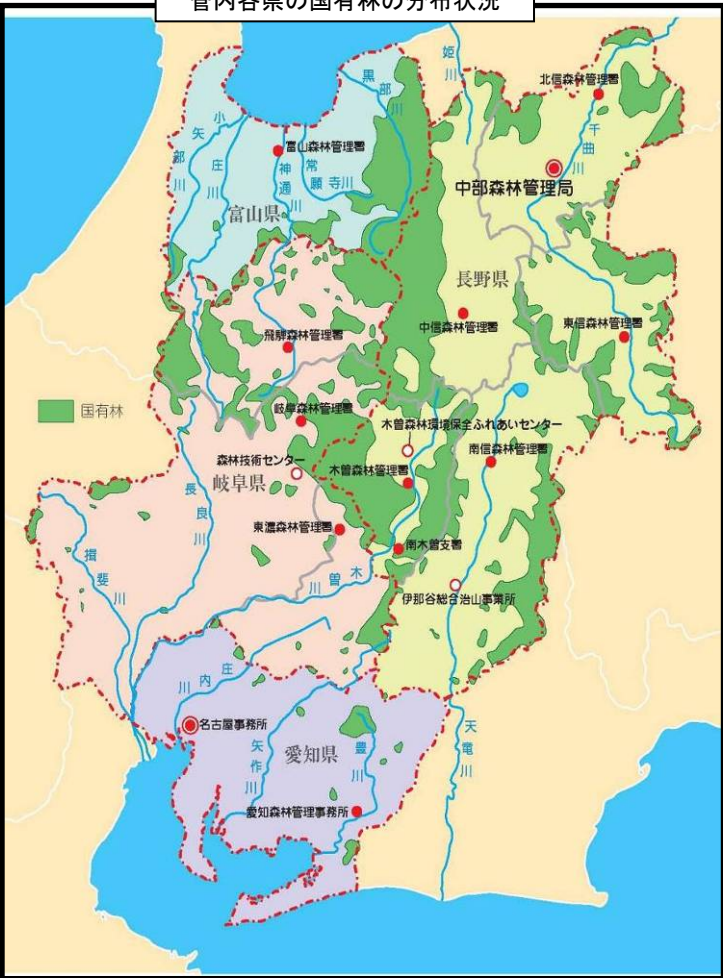 管内各県の国有林の分布状況
姫川
北信森林管理署
黒部川
千曲川
小矢部川
庄川
富山森林管理署
神通川
常願寺川
中部森林管理局
富山県
長野県
中信森林管理署
東信森林管理署
飛騨森林管理署
国有林
岐阜森林管理署
木曽森林環境保全ふれあいセンター
森林技術センター
南信森林管理署
岐阜県
木曽森林管理署
長良川
東濃森林管理署
南木曽支署
揖斐川
木曽川
伊那谷総合治山事業所
庄内川
名古屋事務所
愛知県
矢作川
豊川
天竜川
愛知森林管理事務所